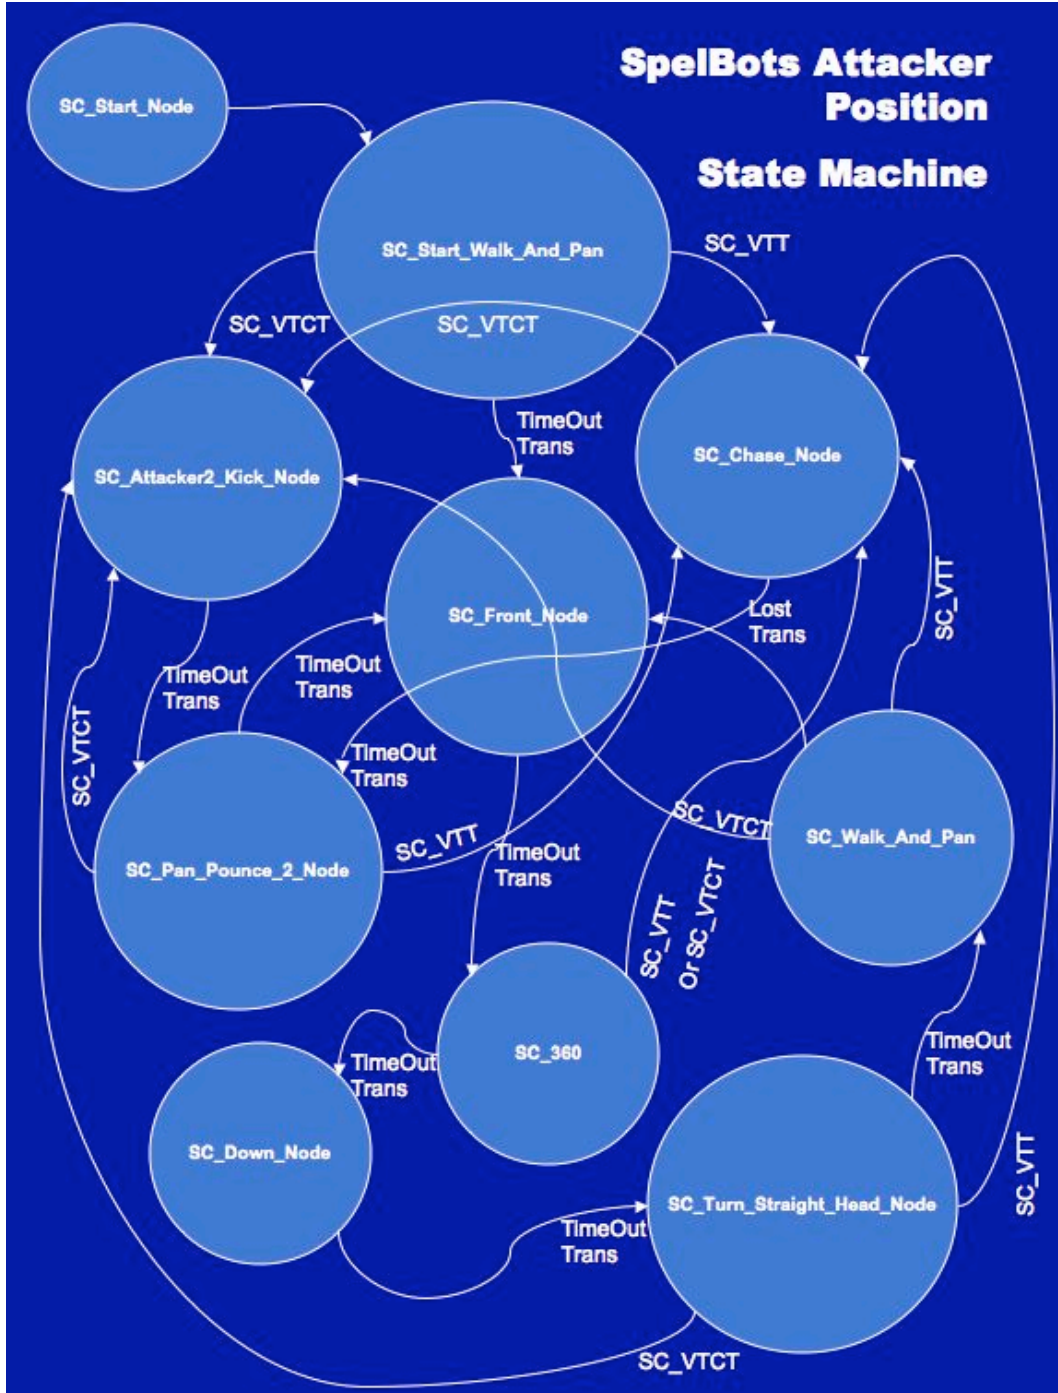 SpelBots Attacker
Position
State Machine
SC_Start_Node
SC_Start_Walk_And_Pan
SC_VTT
SC_VTCT
SC_VTCT
TimeOut
Trans
SC_Attacker2_Kick_Node
SC_Chase_Node
SC_Front_Node
Lost
Trans
SC_VTT
TimeOut
Trans
TimeOut
Trans
SC_VTCT
TimeOut
Trans
SC_VTT
SC_VTCT
SC_Walk_And_Pan
SC_Pan_Pounce_2_Node
TimeOut
Trans
SC_VTT
Or SC_VTCT
SC_360
TimeOut
Trans
TimeOut
Trans
SC_Down_Node
SC_Turn_Straight_Head_Node
SC_VTT
TimeOut
Trans
SC_VTCT